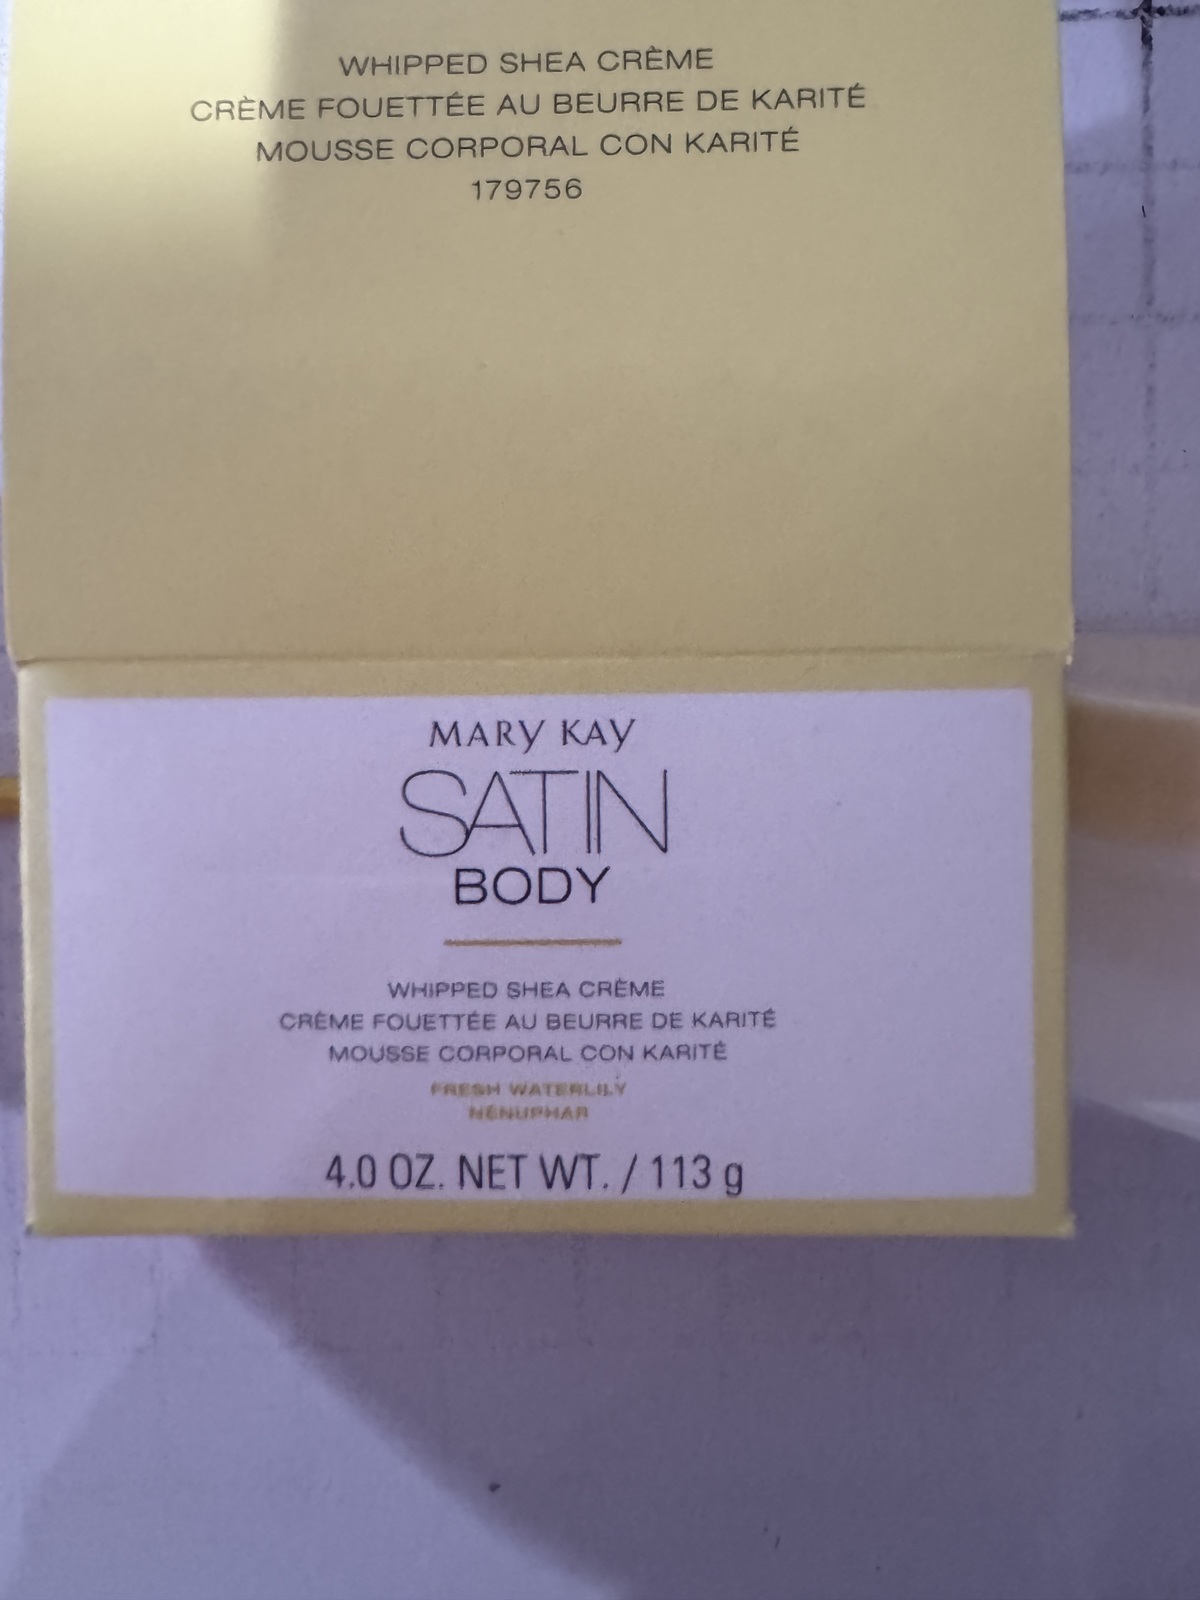 WHIPPED SHEA CRÈME
CRÈME FOUETTÉE AU BEURRE DE KARITÉ
MOUSSE CORPORAL CON KARITÉ
179756
MARY KAY
SATIN
BODY
WHIPPED SHEA CRÈME
CRÈME FOUETTÉE AU BEURRE DE KARITÉ
MOUSSE CORPORAL CON KARITÉ
FRESH WATERLILY
NÉNUPHAR
4.0 OZ. NET WT. / 113 g